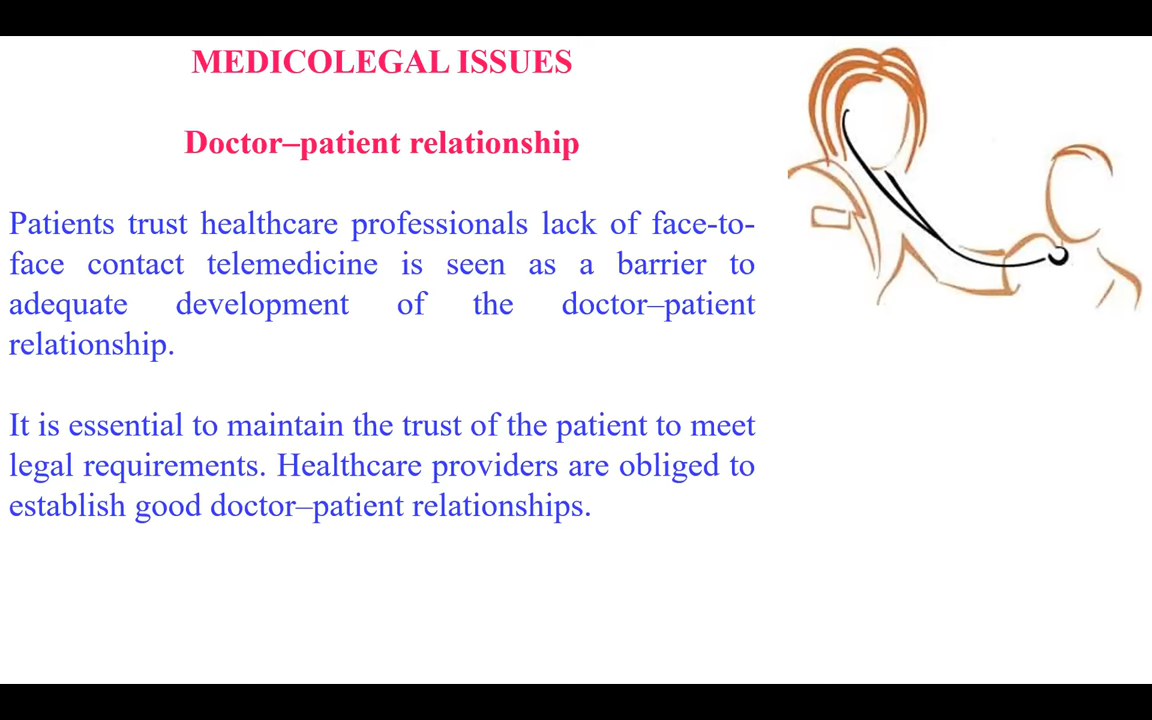 MEDICOLEGAL ISSUES
Doctor–patient relationship
Patients trust healthcare professionals lack of face-to-
face contact telemedicine is seen as a barrier to
adequate development of the doctor–patient
relationship.
It is essential to maintain the trust of the patient to meet
legal requirements. Healthcare providers are obliged to
establish good doctor–patient relationships.